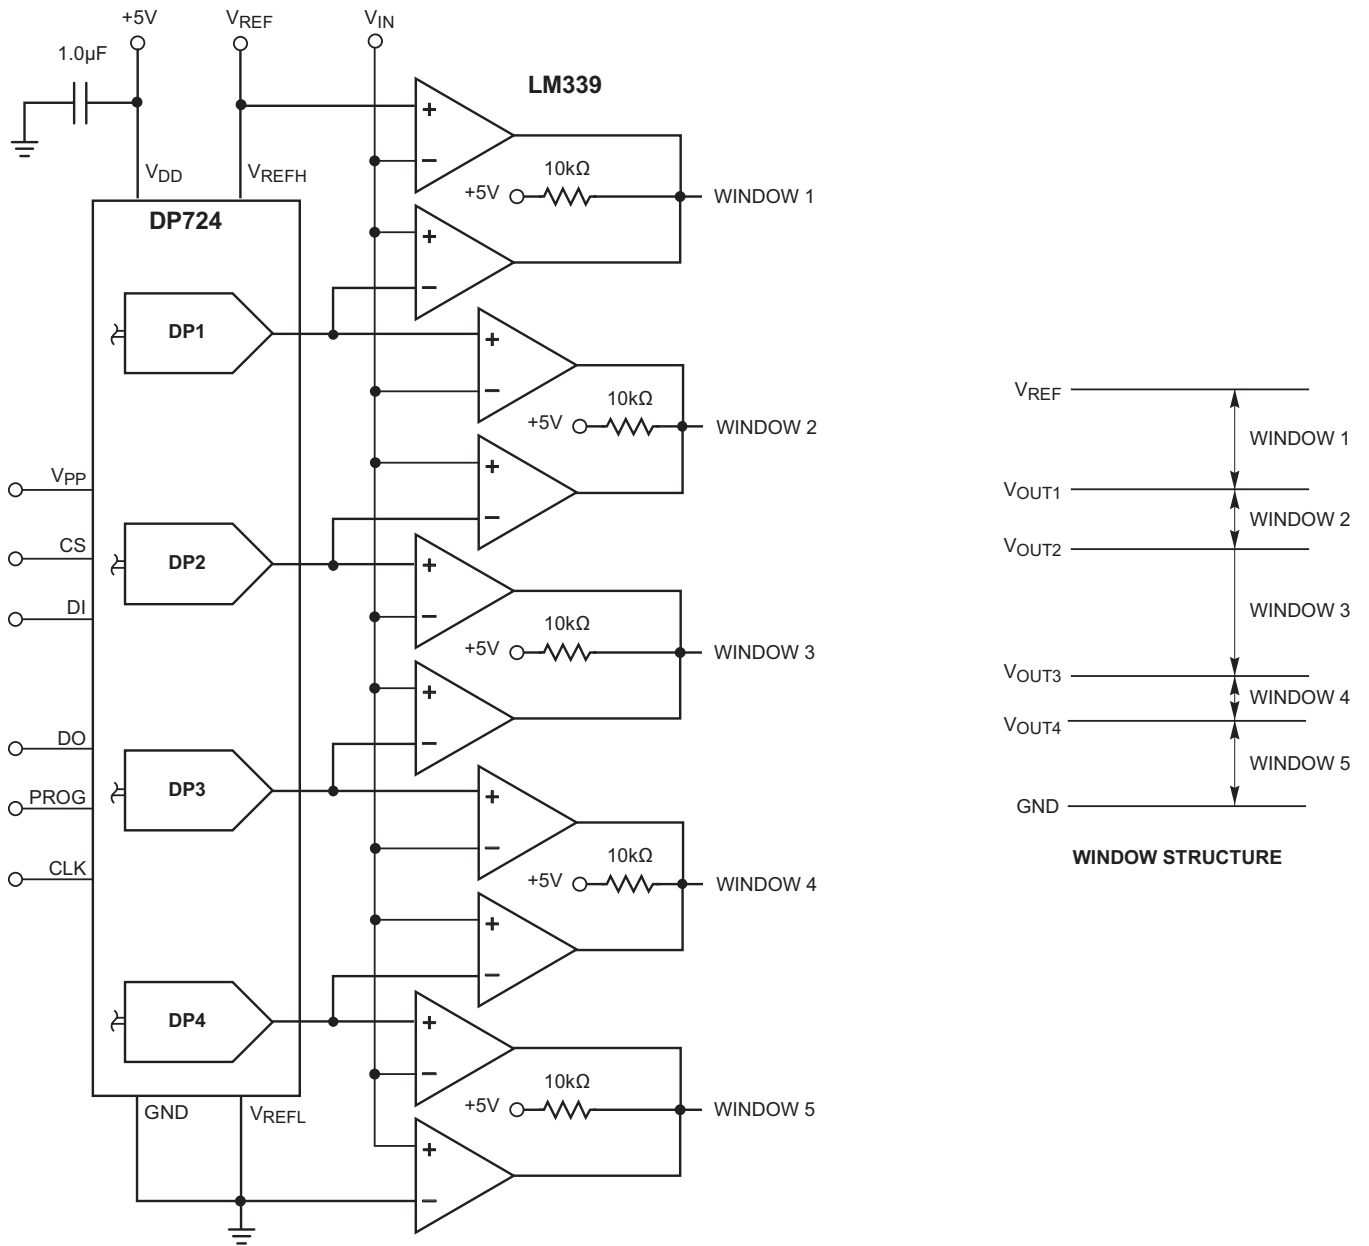 +5V
VREF
VIN
1.0µF
LM339
VDD
VREFH
DP724
+
−
10kΩ
+5V
WINDOW 1
+
−
DP1
+
−
10kΩ
+5V
WINDOW 2
+
−
VPP
CS
DI
DP2
+
−
10kΩ
+5V
WINDOW 3
+
−
DO
PROG
CLK
DP3
+
−
10kΩ
+5V
WINDOW 4
+
−
DP4
+
−
10kΩ
+5V
WINDOW 5
+
−
GND
VREFL
VREF
WINDOW 1
VOUT1
WINDOW 2
VOUT2
WINDOW 3
VOUT3
WINDOW 4
VOUT4
WINDOW 5
GND
WINDOW STRUCTURE